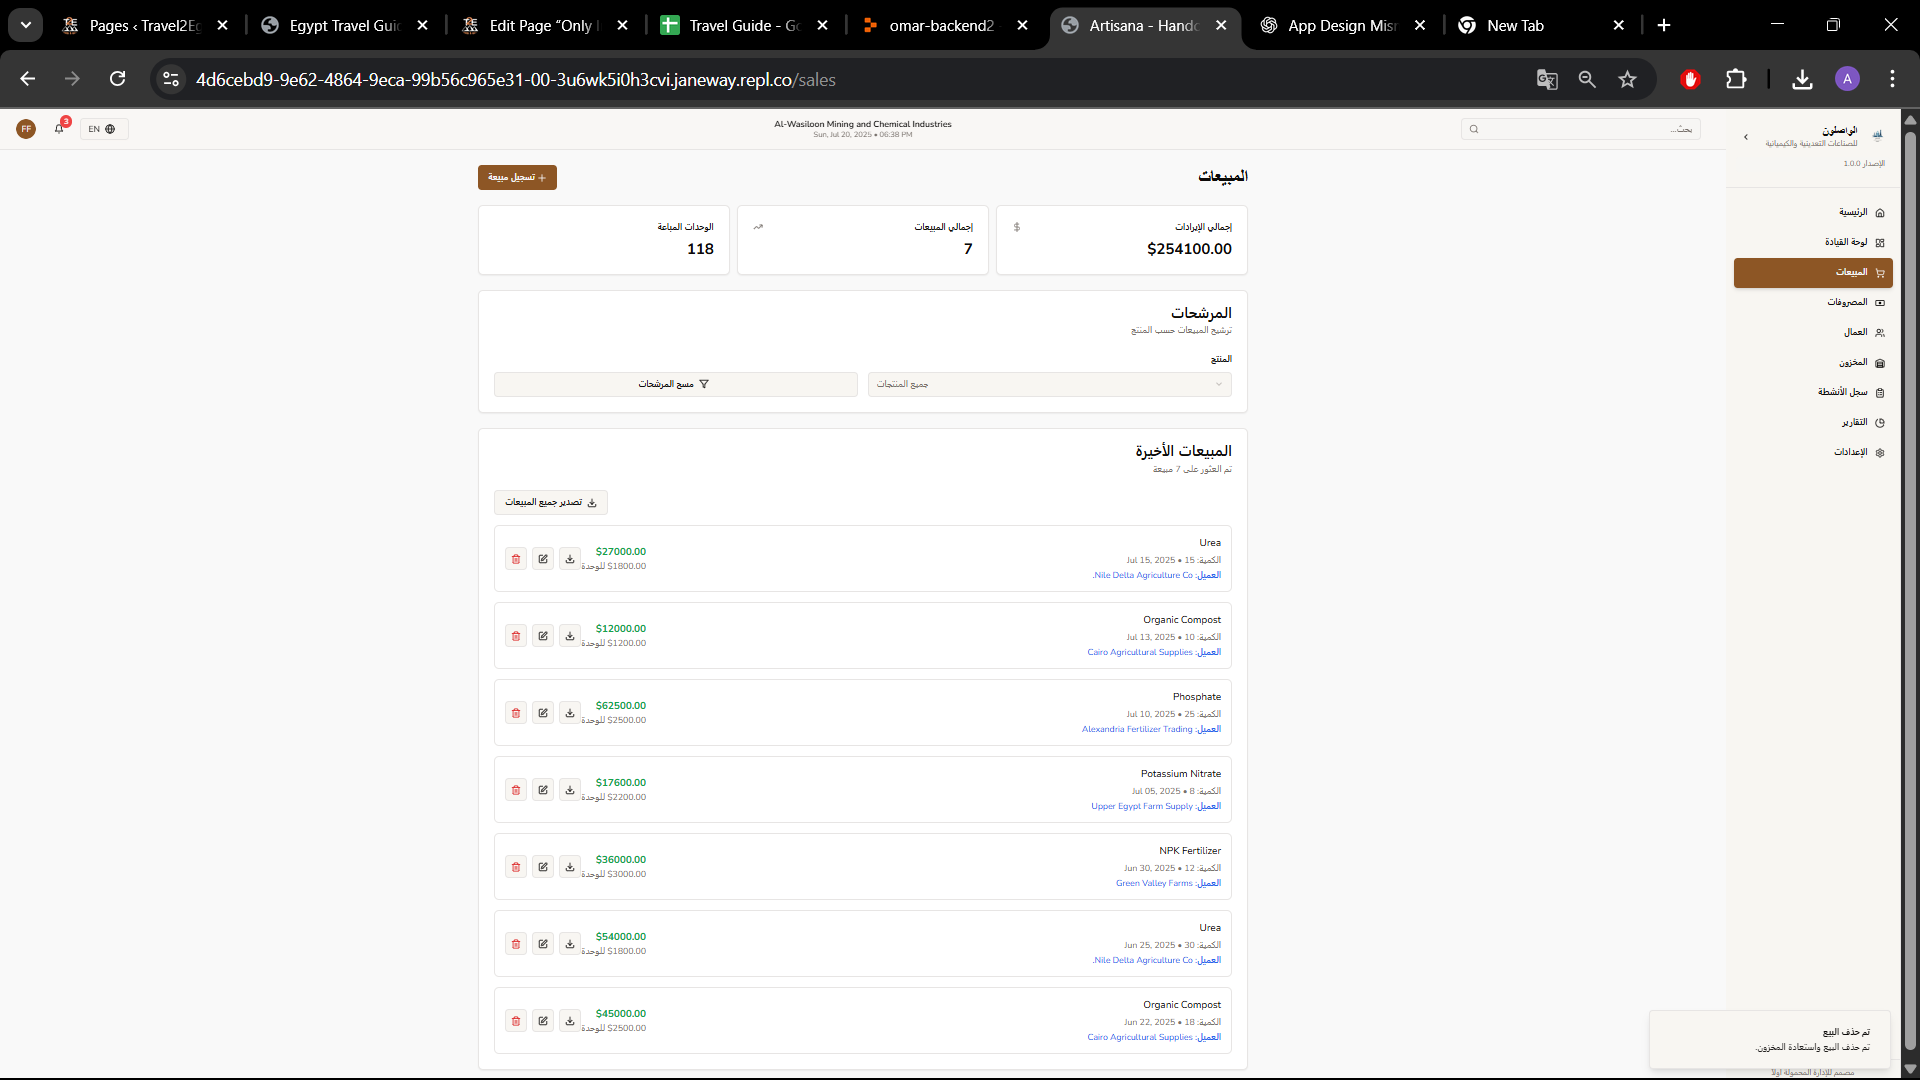 Pages ‹ Travel2Eg
Egypt Travel Guid
Edit Page “Only
Travel Guide - Go
omar-backend2
Artisana - Handc
App Design Misn
New Tab
4d6cebd9-9e62-4864-9eca-99b56c965e31-00-3u6wk5i0h3cvi.janeway.repl.co/sales
A
FF
3
EN
Al-Wasiloon Mining and Chemical Industries
Sun, Jul 20, 2025 • 06:38 PM
بحث...
الواصلون
للصناعات التعدينية والكيميائية
الإصدار 1.0.0
الرئيسية
لوحة القيادة
المبيعات
المصروفات
العمال
المخزون
سجل الأنشطة
التقارير
الإعدادات
المبيعات
تسجيل مبيعة
إجمالي الإيرادات
$254100.00
إجمالي المبيعات
7
الوحدات المباعة
118
المرشحات
ترشيح المبيعات حسب المنتج
المنتج
جميع المنتجات
مسح المرشحات
المبيعات الأخيرة
تم العثور على 7 مبيعة
تصدير جميع المبيعات
Urea
الكمية: 15 • Jul 15, 2025
العميل: Nile Delta Agriculture Co.
$27000.00
$1800.00 للوحدة
Organic Compost
الكمية: 10 • Jul 13, 2025
العميل: Cairo Agricultural Supplies
$12000.00
$1200.00 للوحدة
Phosphate
الكمية: 25 • Jul 10, 2025
العميل: Alexandria Fertilizer Trading
$62500.00
$2500.00 للوحدة
Potassium Nitrate
الكمية: 8 • Jul 05, 2025
العميل: Upper Egypt Farm Supply
$17600.00
$2200.00 للوحدة
NPK Fertilizer
الكمية: 12 • Jun 30, 2025
العميل: Green Valley Farms
$36000.00
$3000.00 للوحدة
Urea
الكمية: 30 • Jun 25, 2025
العميل: Nile Delta Agriculture Co.
$54000.00
$1800.00 للوحدة
Organic Compost
الكمية: 18 • Jun 22, 2025
العميل: Cairo Agricultural Supplies
$45000.00
$2500.00 للوحدة
تم حذف البيع
تم حذف البيع واستعادة المخزون.
مصمم للإدارة المحمولة أولاً